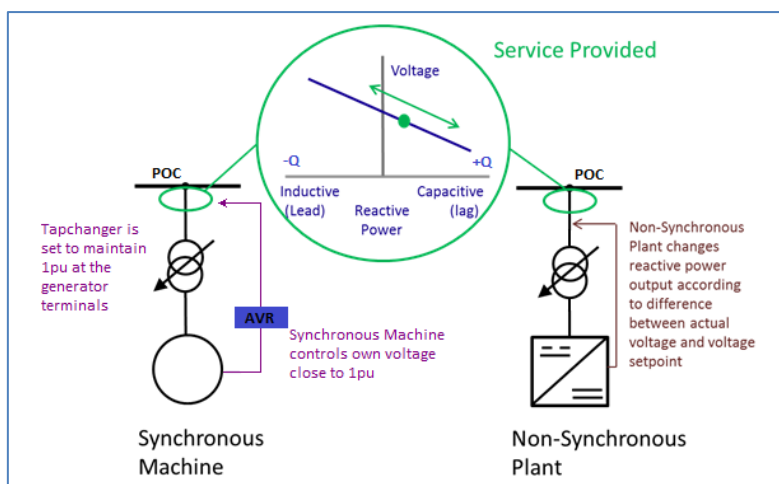 Service Provided
Voltage
-Q
+Q
Inductive
(Lead)
Reactive
Power
Capacitive
(lag)
POC
Tapchanger is
set to maintain
1pu at the
generator
terminals
AVR
Synchronous Machine
controls own voltage
close to 1pu
Synchronous
Machine
POC
Non-Synchronous
Plant changes
reactive power
output according
to difference
between actual
voltage and voltage
setpoint
Non-Synchronous
Plant